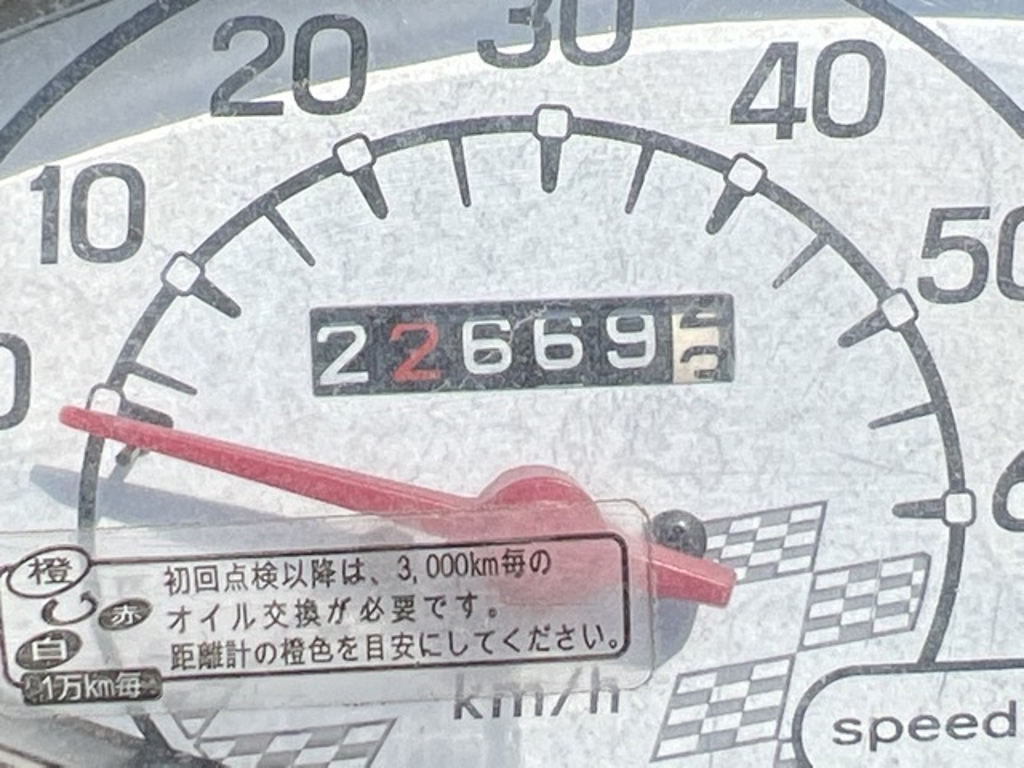 0
10
20
30
40
50
6
22669
橙
赤
白
1万km毎
初回点検以降は、3,000km毎の
オイル交換が必要です。
距離計の橙色を目安にしてください。
km/h
speed